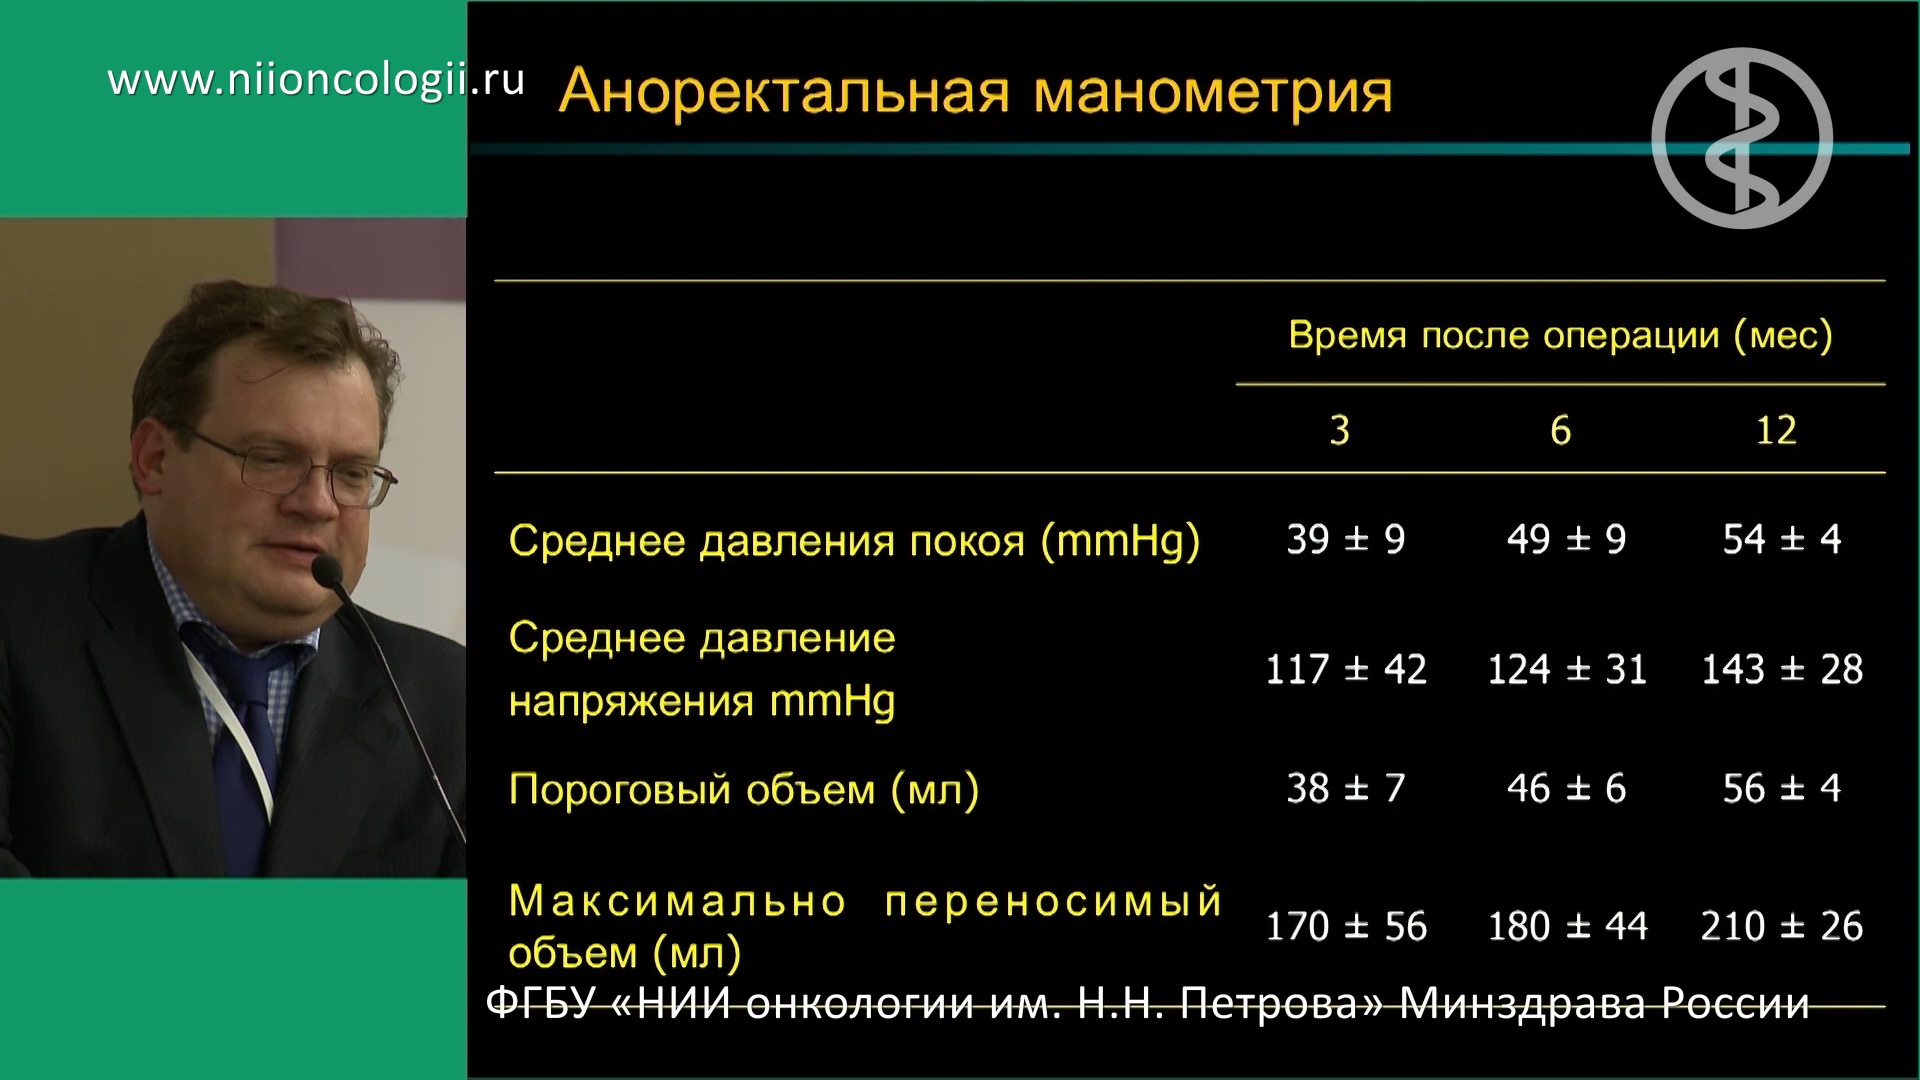 www.niioncologii.ru
Аноректальная манометрия
Время после операции (мес)
3 6 12
Среднее давления покоя (mmHg) 39 ± 9 49 ± 9 54 ± 4
Среднее давление
напряжения mmHg 117 ± 42 124 ± 31 143 ± 28
Пороговый объем (мл) 38 ± 7 46 ± 6 56 ± 4
Максимально переносимый
объем (мл) 170 ± 56 180 ± 44 210 ± 26
ФГБУ «НИИ онкологии им. Н.Н. Петрова» Минздрава России